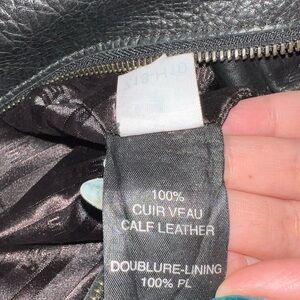 100%
CUIR VEAU
CALF LEATHER
DOUBLURE-LINING
100% PL